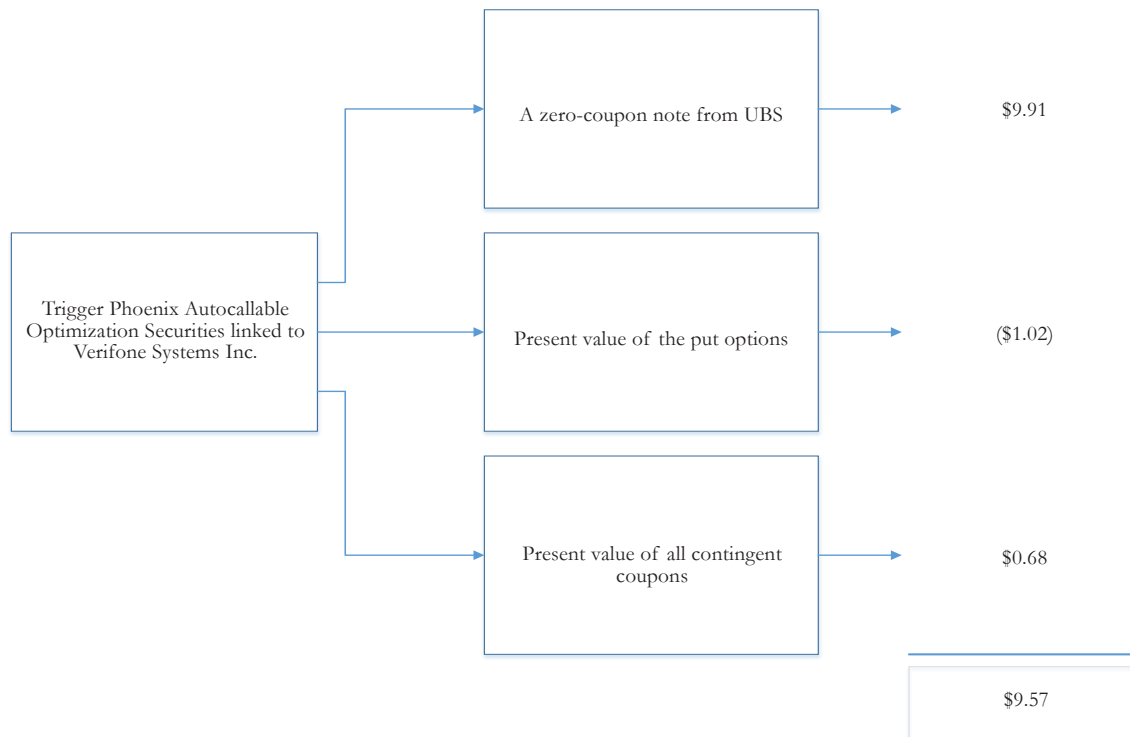 A zero-coupon note from UBS
$9.91
Trigger Phoenix Autocallable
Optimization Securities linked to
Verifone Systems Inc.
Present value of the put options
($1.02)
Present value of all contingent
coupons
$0.68
$9.57